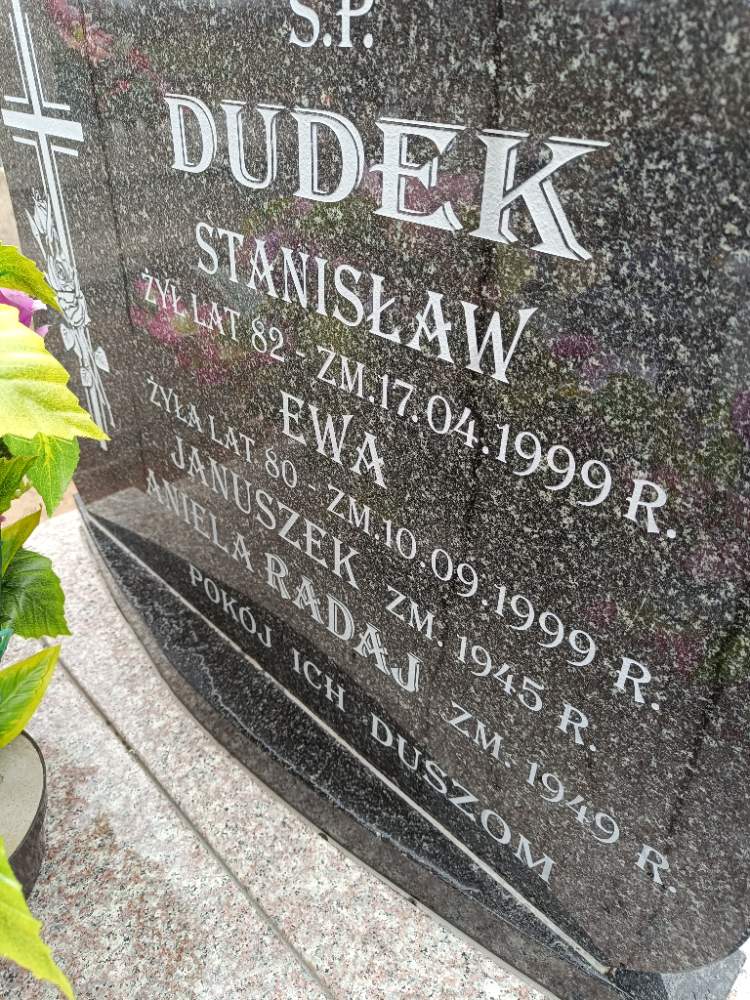 Ś.P.
DUDEK
STANISŁAW
ŻYŁ LAT 82 - ZM.17.04.1999 R.
EWA
ŻYŁA LAT 80 - ZM.10.09.1999 R.
JANUSZEK ZM. 1945 R.
ANIELA RADAJ ZM. 1949 R.
POKÓJ ICH DUSZOM